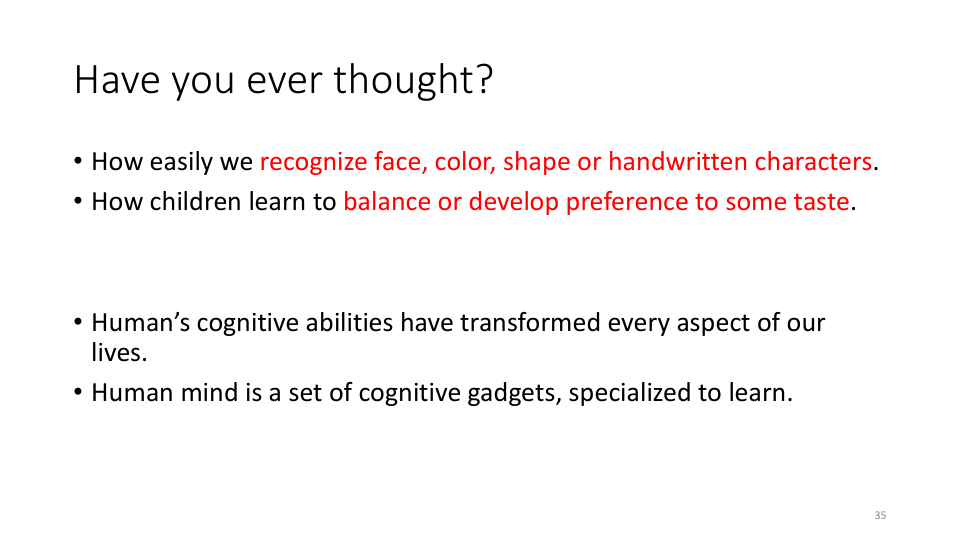 Have you ever thought?
• How easily we recognize face, color, shape or handwritten characters.
• How children learn to balance or develop preference to some taste.
• Human’s cognitive abilities have transformed every aspect of our
lives.
• Human mind is a set of cognitive gadgets, specialized to learn.
35